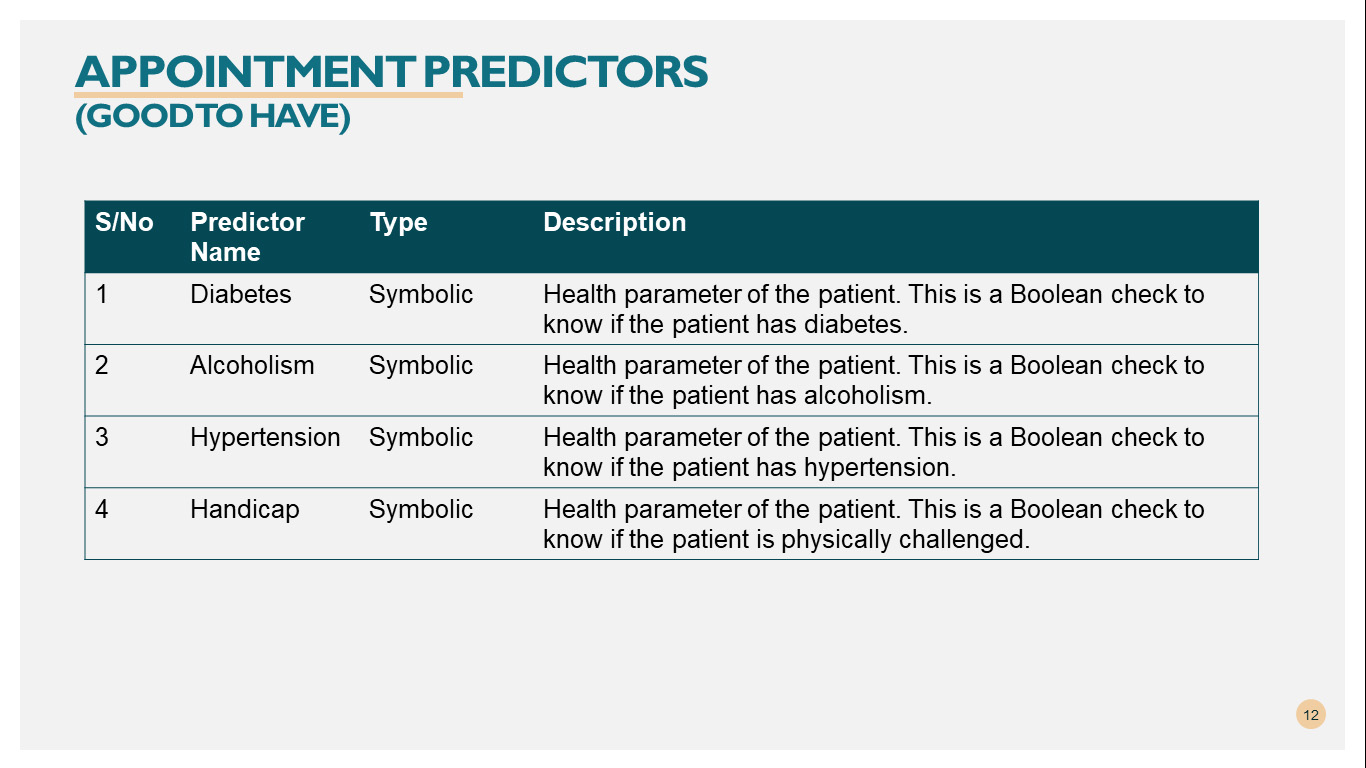 APPOINTMENT PREDICTORS
(GOOD TO HAVE)
S/No Predictor Name Type Description
1 Diabetes Symbolic Health parameter of the patient. This is a Boolean check to
know if the patient has diabetes.
2 Alcoholism Symbolic Health parameter of the patient. This is a Boolean check to
know if the patient has alcoholism.
3 Hypertension Symbolic Health parameter of the patient. This is a Boolean check to
know if the patient has hypertension.
4 Handicap Symbolic Health parameter of the patient. This is a Boolean check to
know if the patient is physically challenged.
12